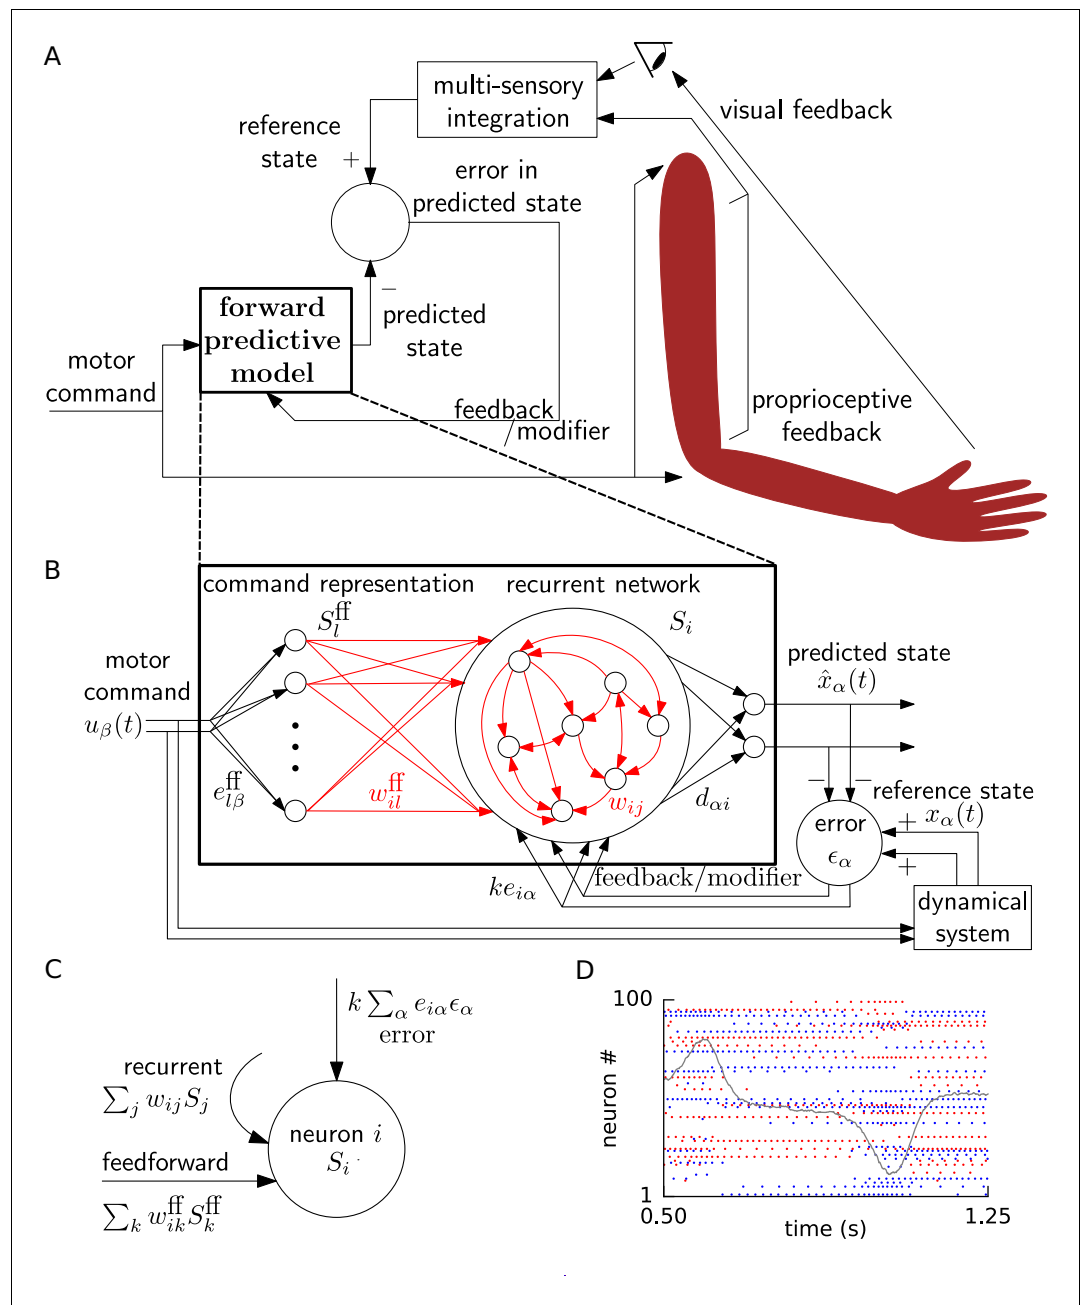 A
multi-sensory
integration
visual feedback
reference
state
+
error in
predicted state
−
forward
predictive
model
predicted
state
motor
command
feedback
/modifier
proprioceptive
feedback
B
command representation
recurrent network
S_l^ff
S_i
motor
command
u_β(t)
predicted state
x̂_α(t)
e_lβ^ff
w_il^ff
w_ij
d_αi
− −
reference state
+ x_α(t)
error
ϵ_α
+
ke_iα
feedback/modifier
dynamical
system
C
k ∑_α e_iα ϵ_α
error
recurrent
∑_j w_ij S_j
neuron i
S_i
feedforward
∑_k w_ik^ff S_k^ff
D
100
neuron #
1
0.50
1.25
time (s)